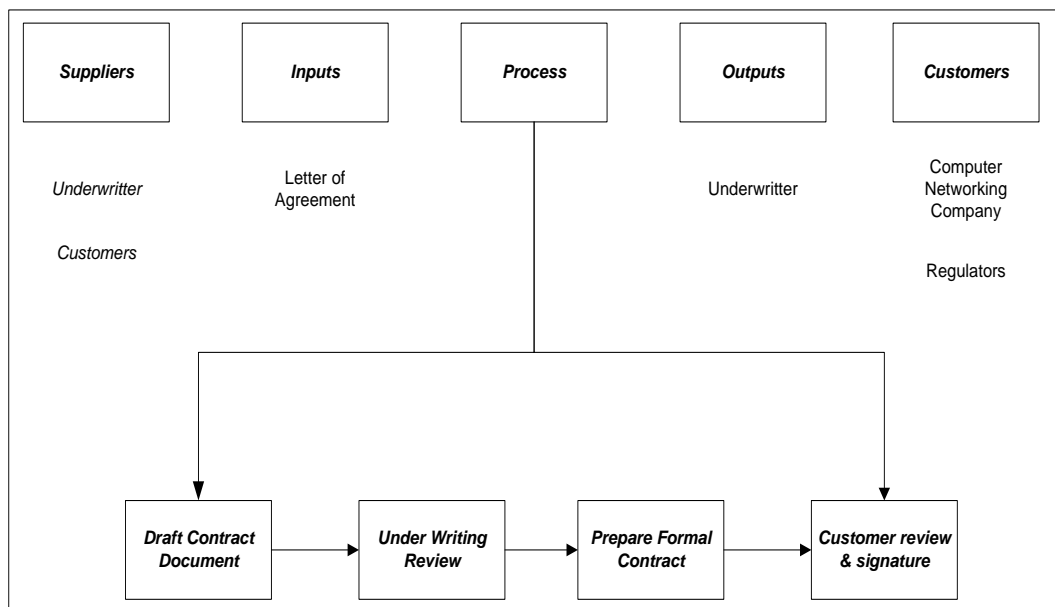 Suppliers
Inputs
Process
Outputs
Customers
Underwritter
Customers
Letter of
Agreement
Underwritter
Computer
Networking
Company
Regulators
Draft Contract
Document
Under Writing
Review
Prepare Formal
Contract
Customer review
& signature